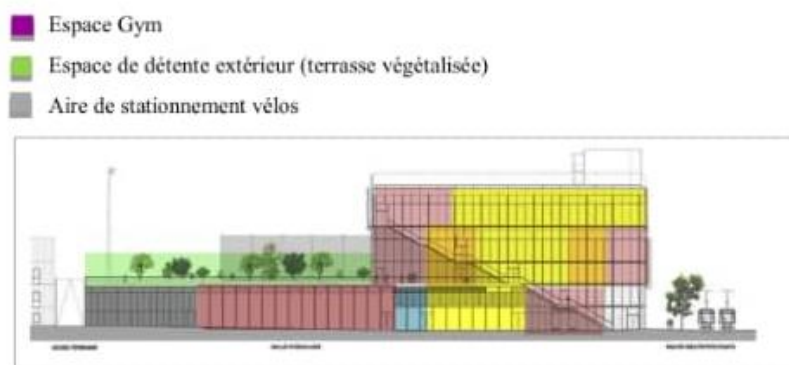 Espace Gym
Espace de détente extérieur (terrasse végétalisée)
Aire de stationnement vélos